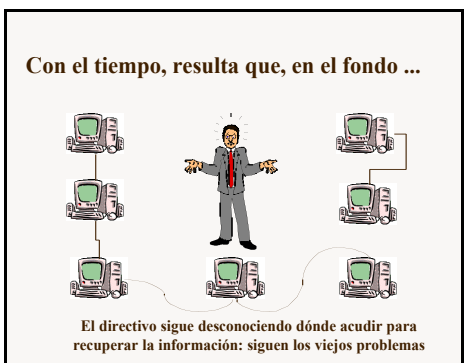 Con el tiempo, resulta que, en el fondo ...
El directivo sigue desconociendo dónde acudir para
recuperar la información: siguen los viejos problemas